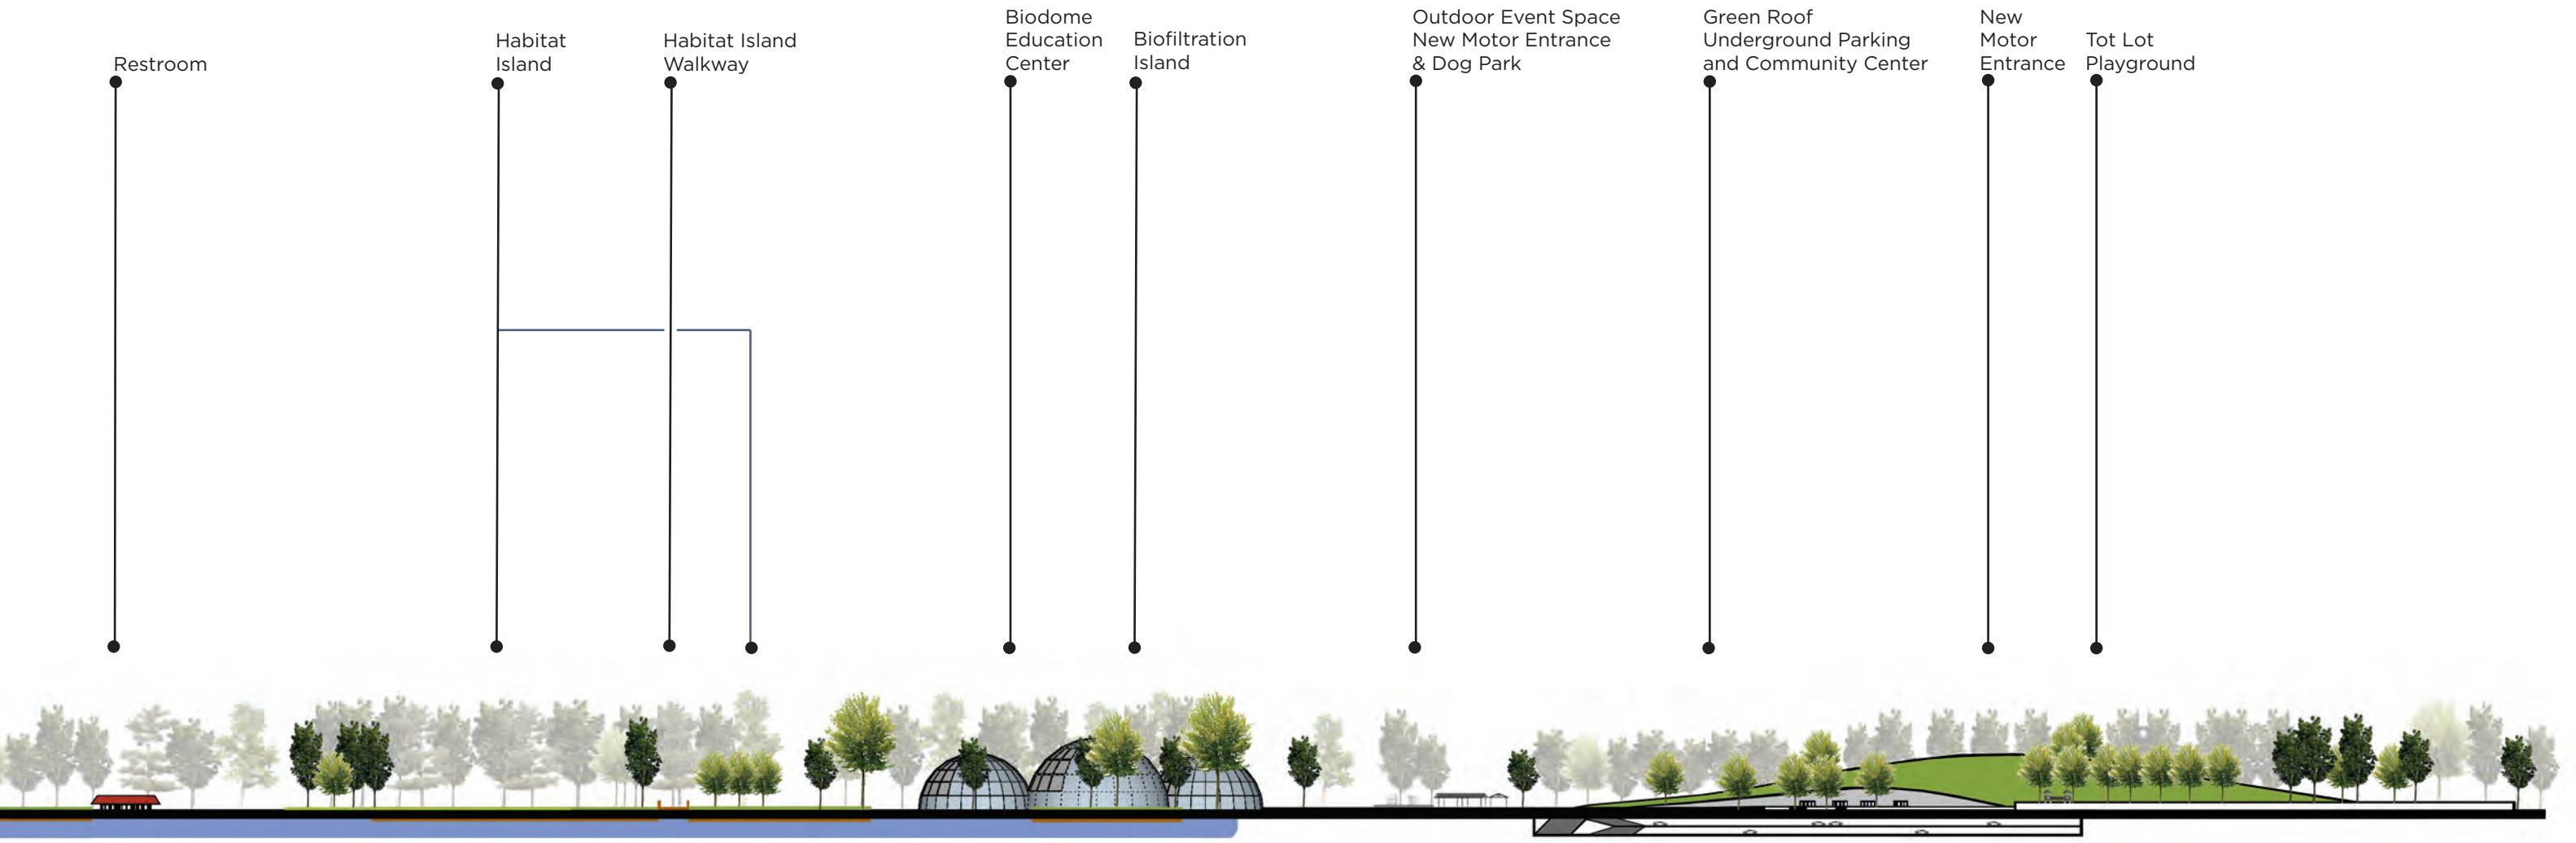 Restroom
Habitat
Island
Habitat Island
Walkway
Biodome
Education
Center
Biofiltration
Island
Outdoor Event Space
New Motor Entrance
& Dog Park
Green Roof
Underground Parking
and Community Center
New
Motor
Entrance
Tot Lot
Playground